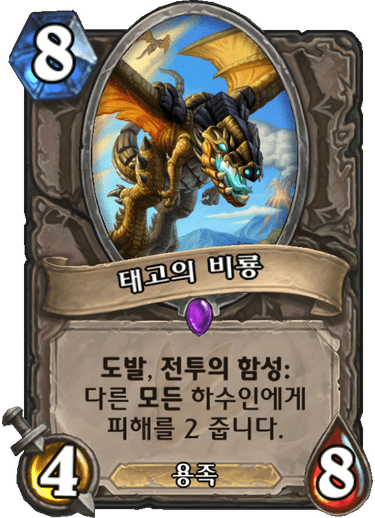 8
태고의 비룡
도발, 전투의 함성:
다른 모든 하수인에게
피해를 2 줍니다.
4
용족
8